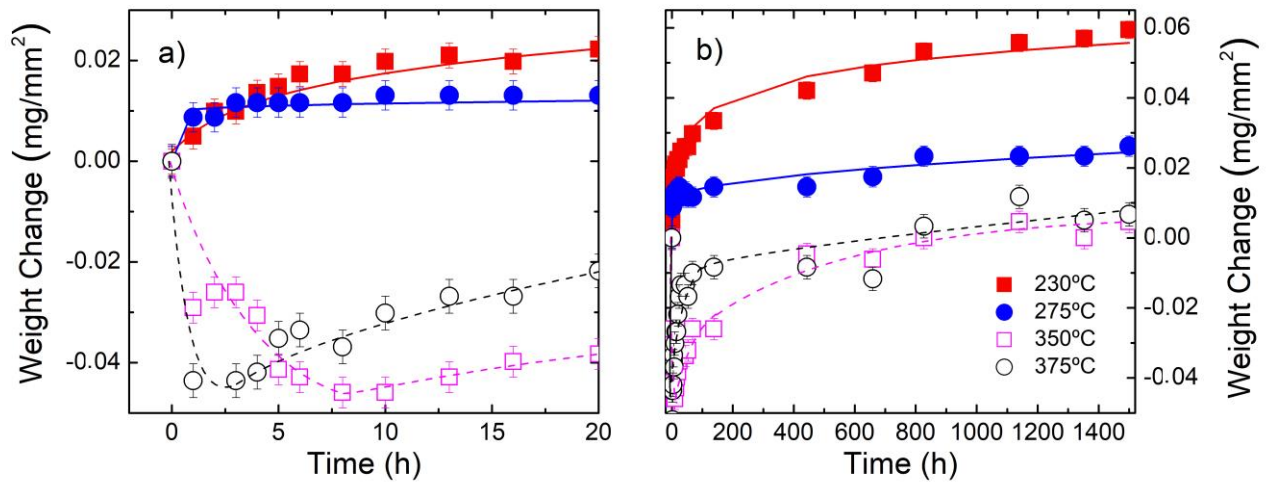 a)
0.02
0.00
-0.02
-0.04
Weight Change (mg/mm²)
0 5 10 15 20
Time (h)
b)
0.06
0.04
0.02
0.00
-0.02
-0.04
Weight Change (mg/mm²)
230ºC
275ºC
350ºC
375ºC
0 200 400 600 800 1000 1200 1400
Time (h)